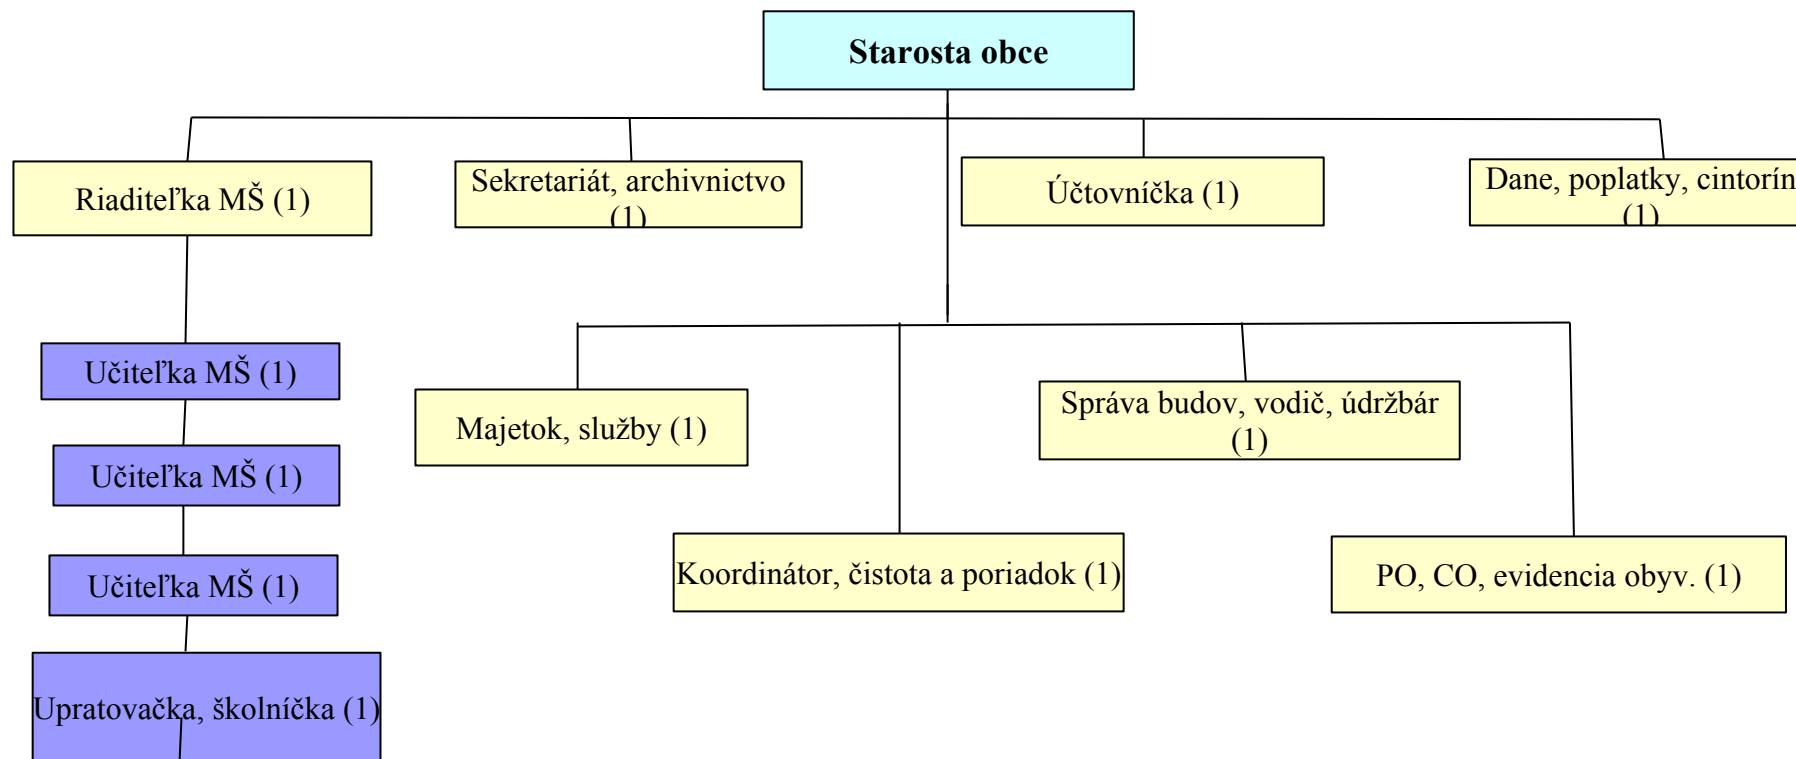 Starosta obce
Riaditeľka MŠ (1)
Sekretariát, archivnictvo
(1)
Účtovníčka (1)
Dane, poplatky, cintorín
(1)
Učiteľka MŠ (1)
Majetok, služby (1)
Správa budov, vodič, údržbár
(1)
Učiteľka MŠ (1)
Koordinátor, čistota a poriadok (1)
PO, CO, evidencia obyv. (1)
Učiteľka MŠ (1)
Upratovačka, školníčka (1)